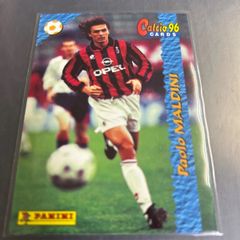 Calcio 96
CARDS
OPEL
Paolo MALDINI
PANINI